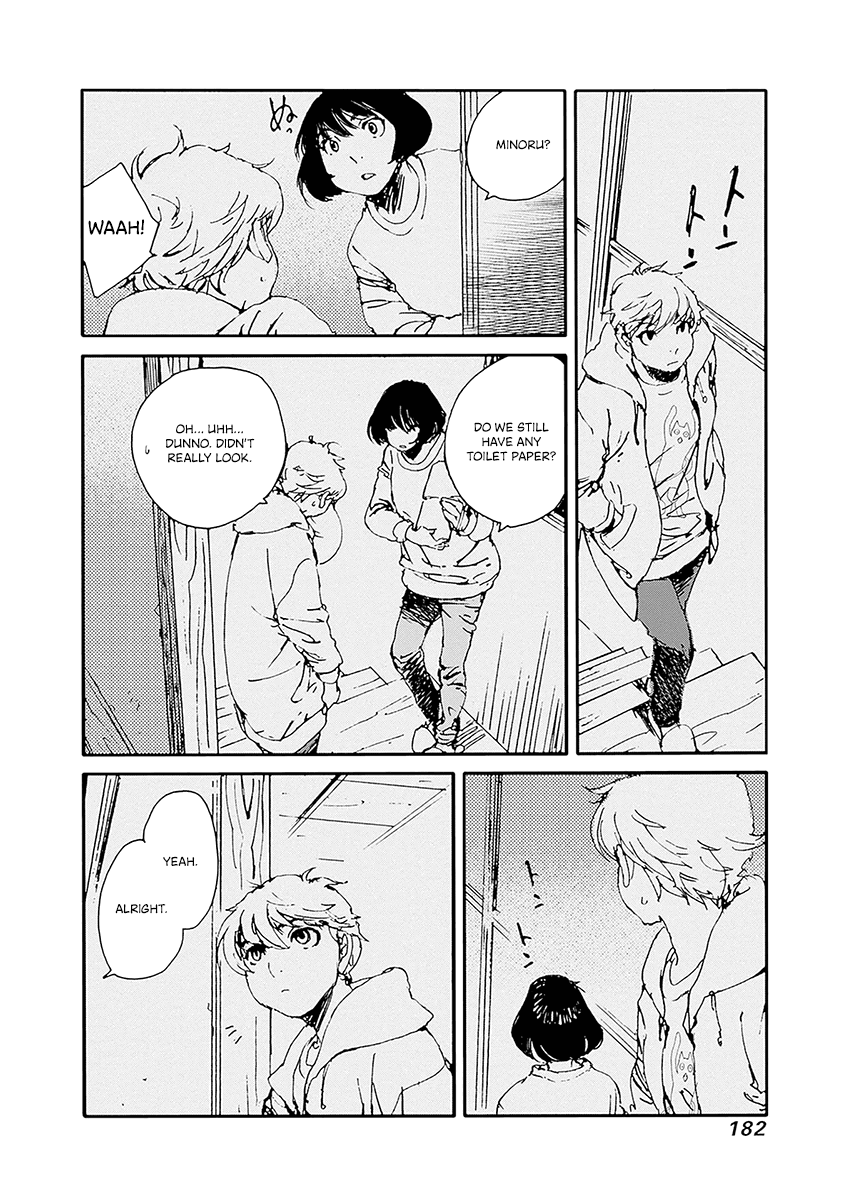 トン
トン
MINORU?
ぬっ
WAAH!
DO WE STILL
HAVE ANY
TOILET PAPER?
OH... UHH...
DUNNO. DIDN'T
REALLY LOOK.
トン
トン
YEAH.
ALRIGHT.
182